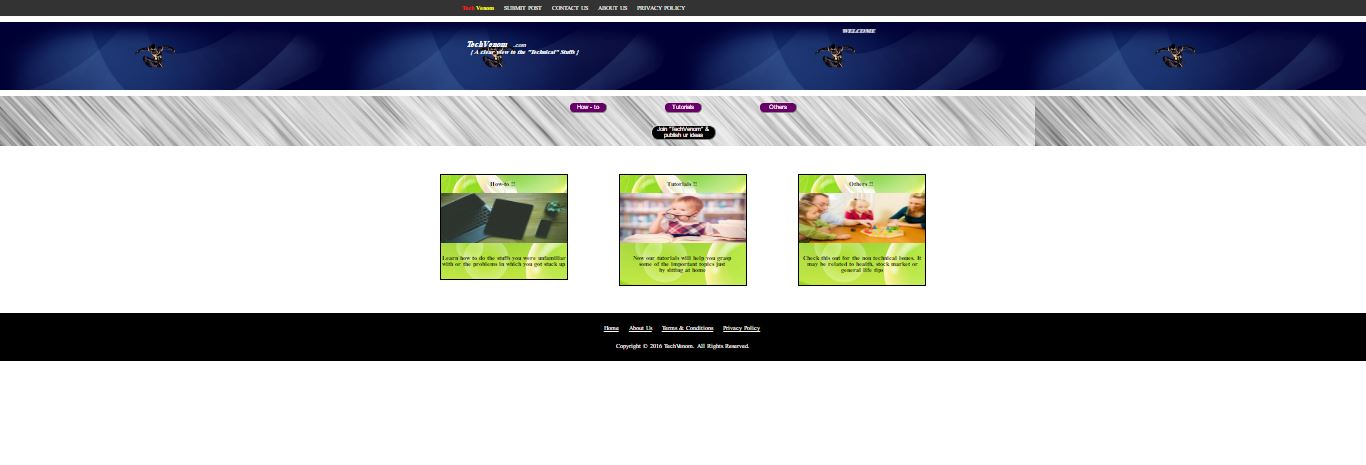 Tech Venom SUBMIT POST CONTACT US ABOUT US PRIVACY POLICY
WELCOME
TechVenom .com
{ A clear view to the "Technical" Stuffs }
How - to Tutorials Others
Join "TechVenom" &
publish ur ideas
How-to !!
Learn how to do the stuffs you were unfamiliar
with or the problems in which you got stuck up
Tutorials !!
Now our tutorials will help you grasp
some of the important topics just
by sitting at home
Others !!
Check this out for the non technical issues. It
may be related to health, stock market or
general life tips
Home About Us Terms & Conditions Privacy Policy
Copyright © 2016 TechVenom. All Rights Reserved.